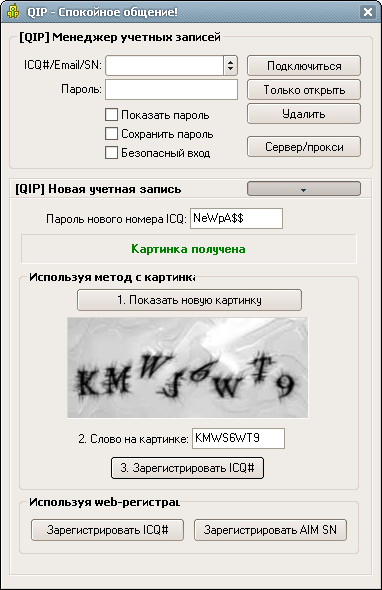 QIP - Спокойное общение!
[QIP] Менеджер учетных записей
ICQ#/Email/SN:
Подключиться
Пароль:
Только открыть
Показать пароль
Удалить
Сохранить пароль
Безопасный вход
Сервер/прокси
[QIP] Новая учетная запись
Пароль нового номера ICQ: NeWpA$$
Картинка получена
Используя метод с картинка
1. Показать новую картинку
2. Слово на картинке: KMWS6WT9
3. Зарегистрировать ICQ#
Используя web-регистрац
Зарегистрировать ICQ# Зарегистрировать AIM SN